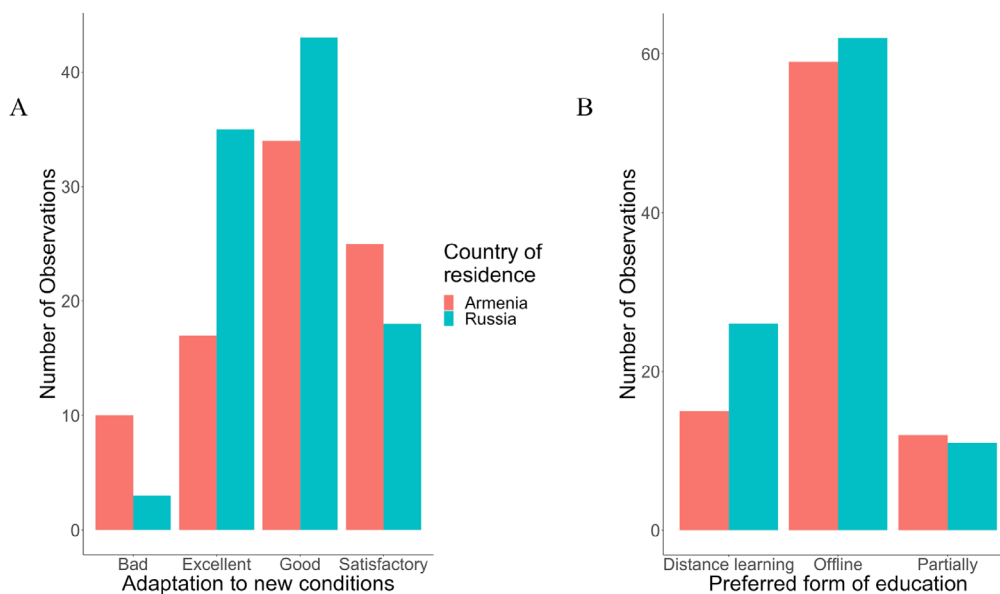 A
Number of Observations
40
30
20
10
0
Bad Excellent Good Satisfactory
Adaptation to new conditions
Country of
residence
Armenia
Russia
B
Number of Observations
60
40
20
0
Distance learning Offline Partially
Preferred form of education